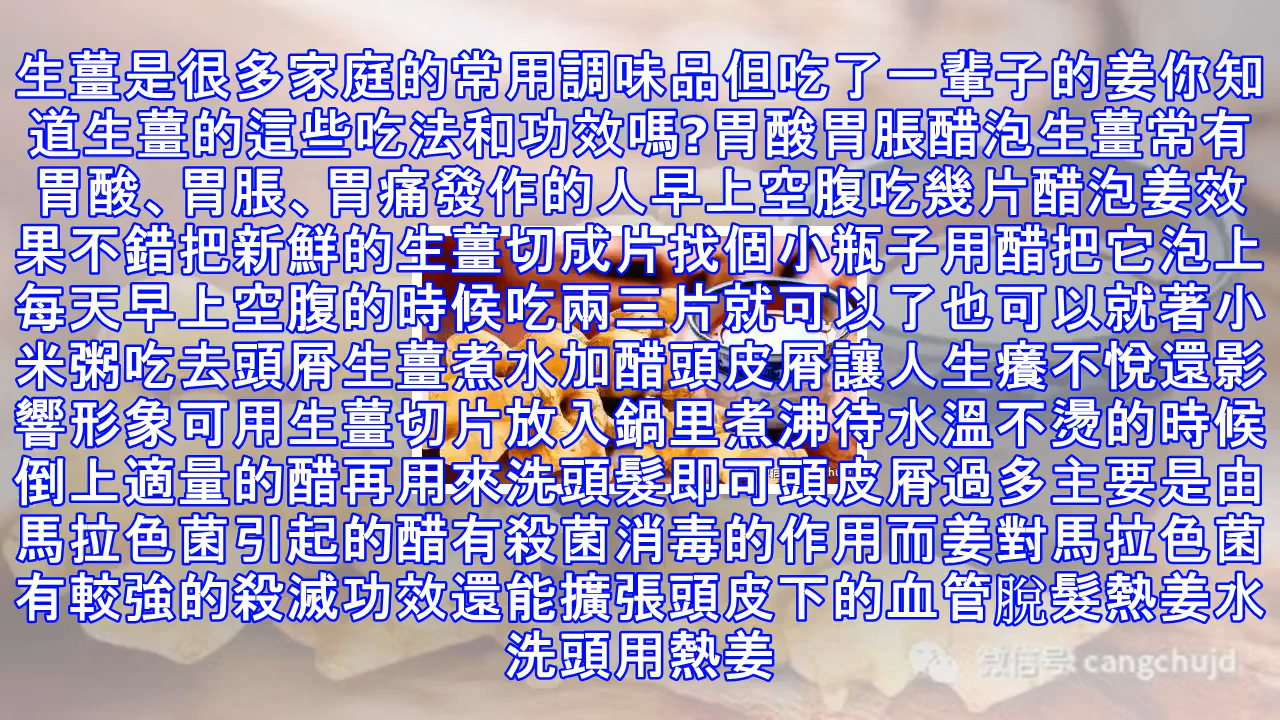 生薑是很多家庭的常用調味品但吃了一輩子的姜你知
道生薑的這些吃法和功效嗎?胃酸胃脹醋泡生薑常有
胃酸、胃脹、胃痛發作的人早上空腹吃幾片醋泡姜效
果不錯把新鮮的生薑切成片找個小瓶子用醋把它泡上
每天早上空腹的時候吃兩三片就可以了也可以就著小
米粥吃去頭屑生薑煮水加醋頭皮屑讓人生癢不悅還影
響形象可用生薑切片放入鍋里煮沸待水溫不燙的時候
倒上適量的醋再用來洗頭髮即可頭皮屑過多主要是由
馬拉色菌引起的醋有殺菌消毒的作用而姜對馬拉色菌
有較強的殺滅功效還能擴張頭皮下的血管脫髮熱姜水
洗頭用熱姜
微信号: cangchujd